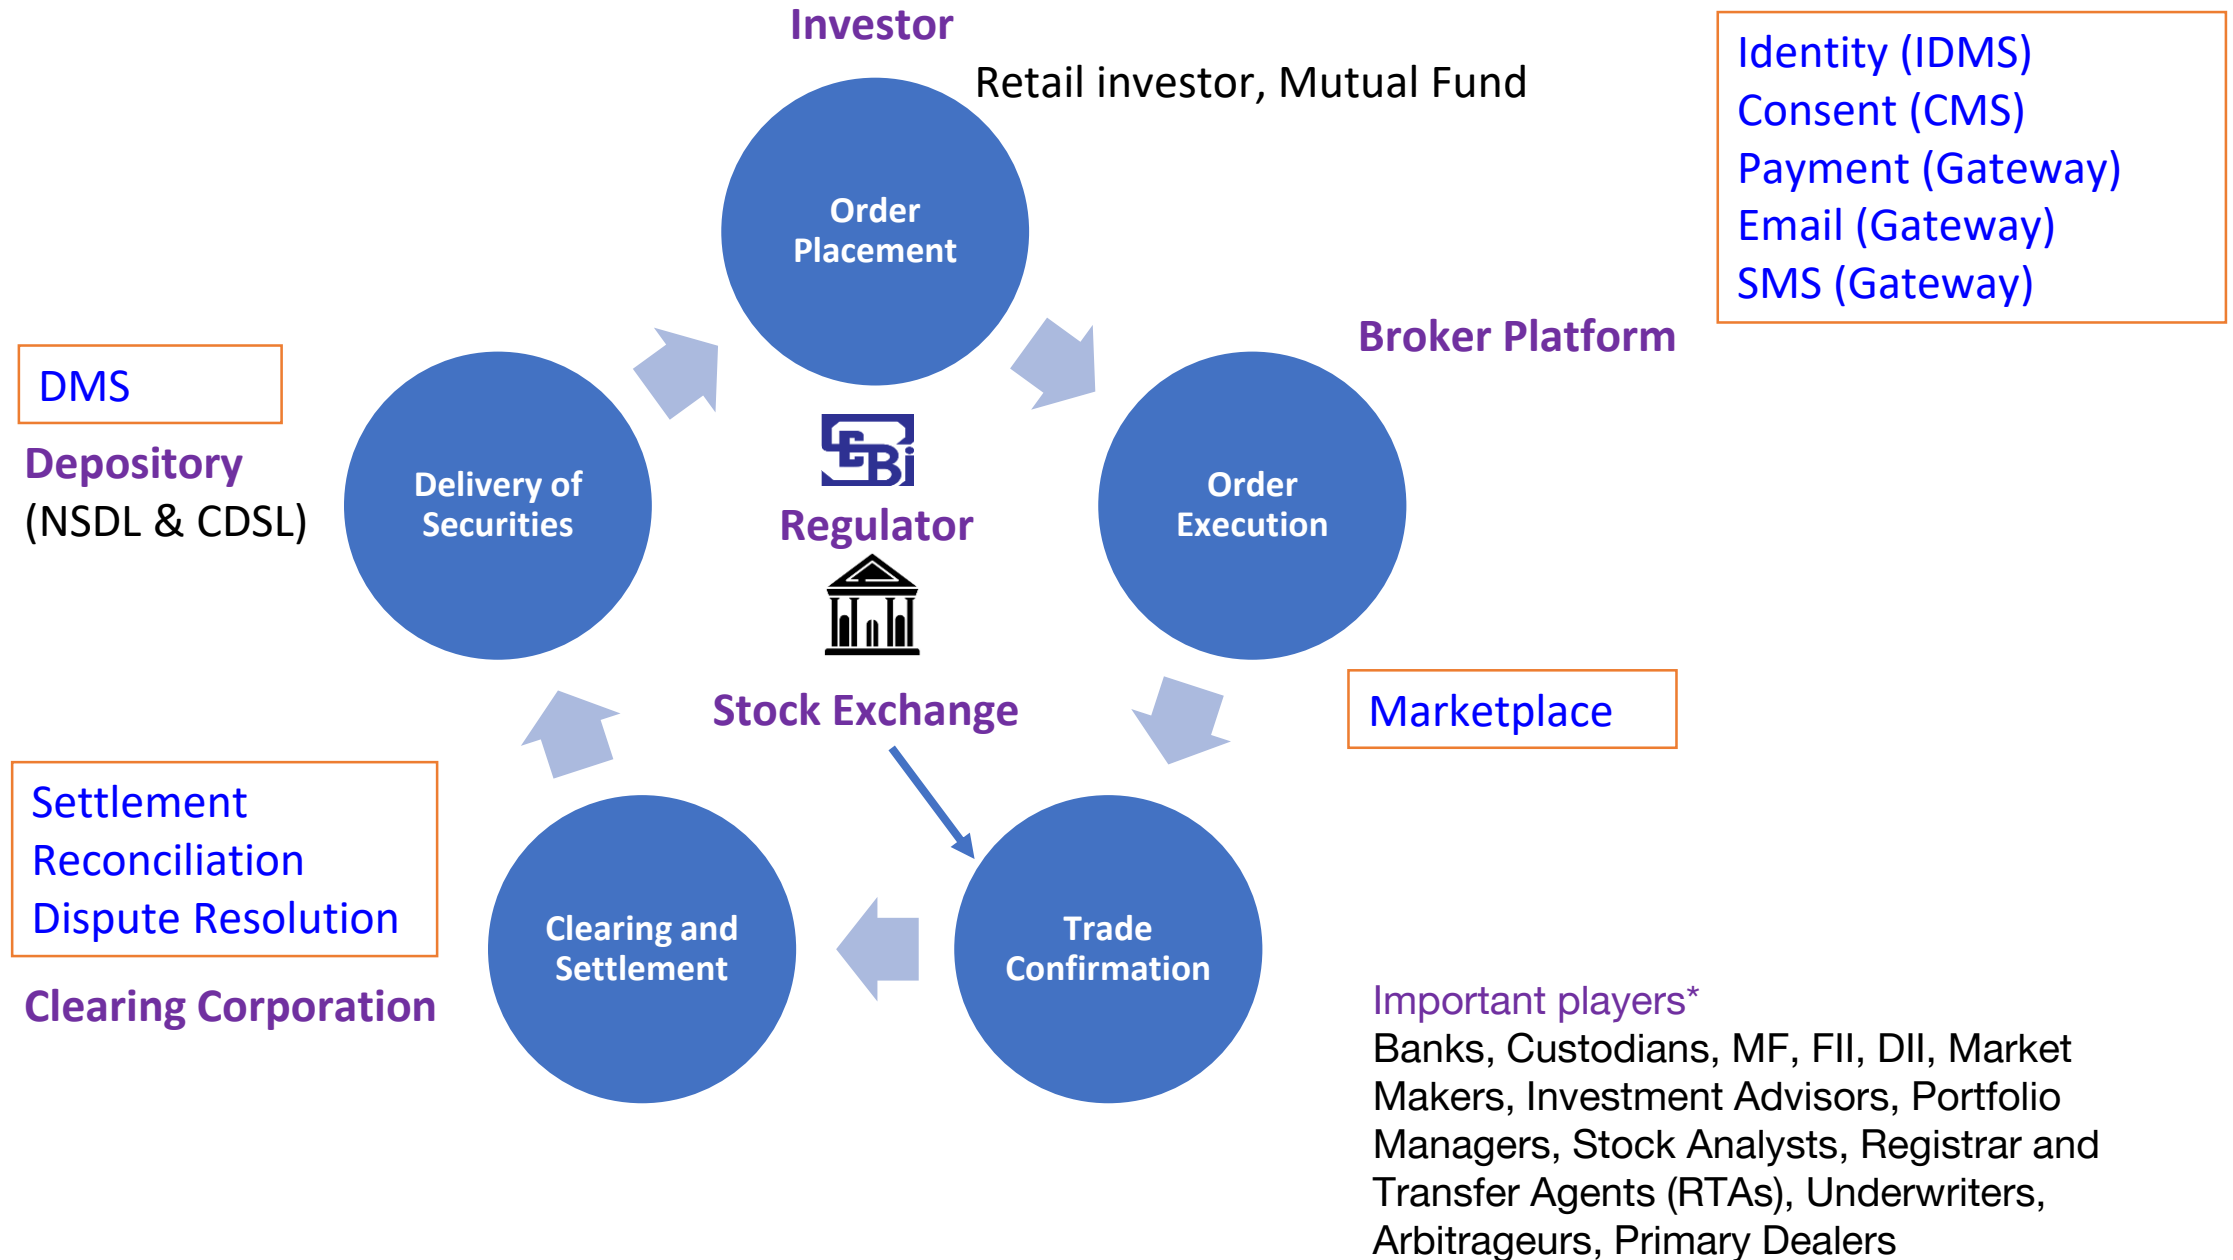 Investor
Retail investor, Mutual Fund
Identity (IDMS)
Consent (CMS)
Payment (Gateway)
Email (Gateway)
SMS (Gateway)
Order
Placement
Broker Platform
DMS
Depository
(NSDL & CDSL)
Delivery of
Securities
SEBi
Regulator
Order
Execution
Stock Exchange
Marketplace
Settlement
Reconciliation
Dispute Resolution
Clearing Corporation
Clearing and
Settlement
Trade
Confirmation
Important players*
Banks, Custodians, MF, FII, DII, Market
Makers, Investment Advisors, Portfolio
Managers, Stock Analysts, Registrar and
Transfer Agents (RTAs), Underwriters,
Arbitrageurs, Primary Dealers